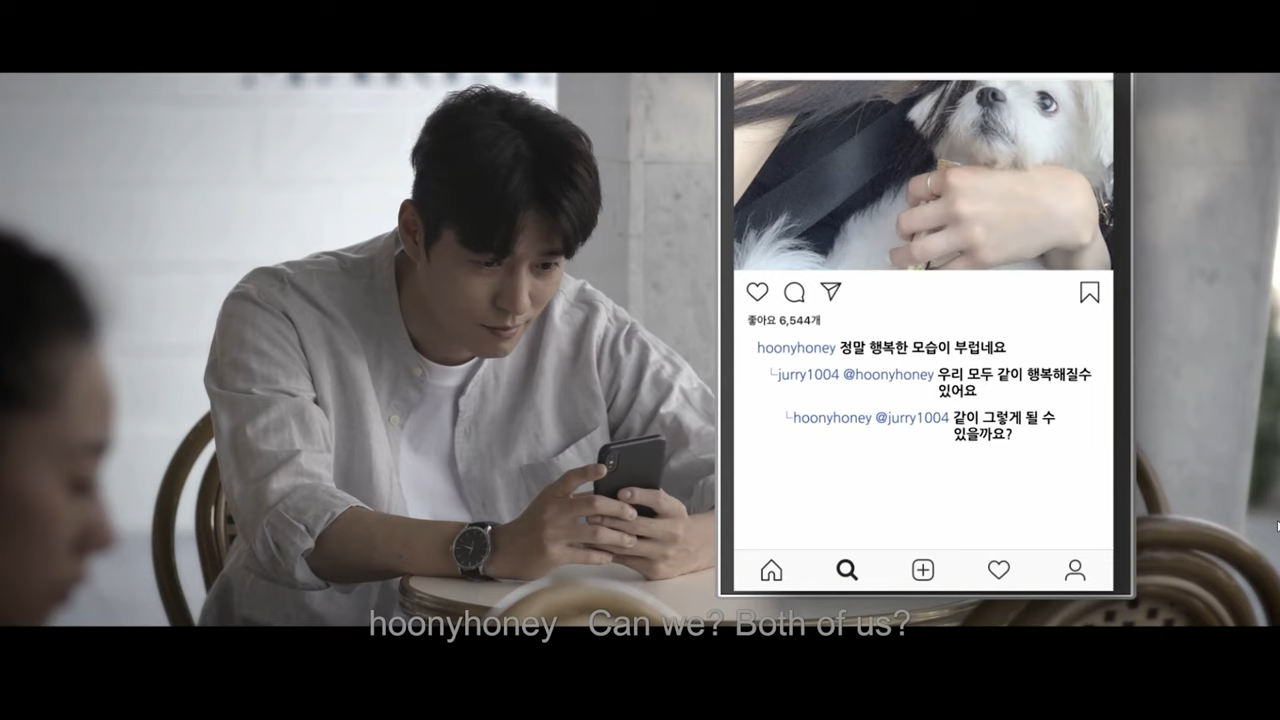 좋아요 6,544개
hoonyhoney 정말 행복한 모습이 부럽네요
└jurry1004 @hoonyhoney 우리 모두 같이 행복해질수
있어요
└hoonyhoney @jurry1004 같이 그렇게 될 수
있을까요?
hoonyhoney Can we? Both of us?